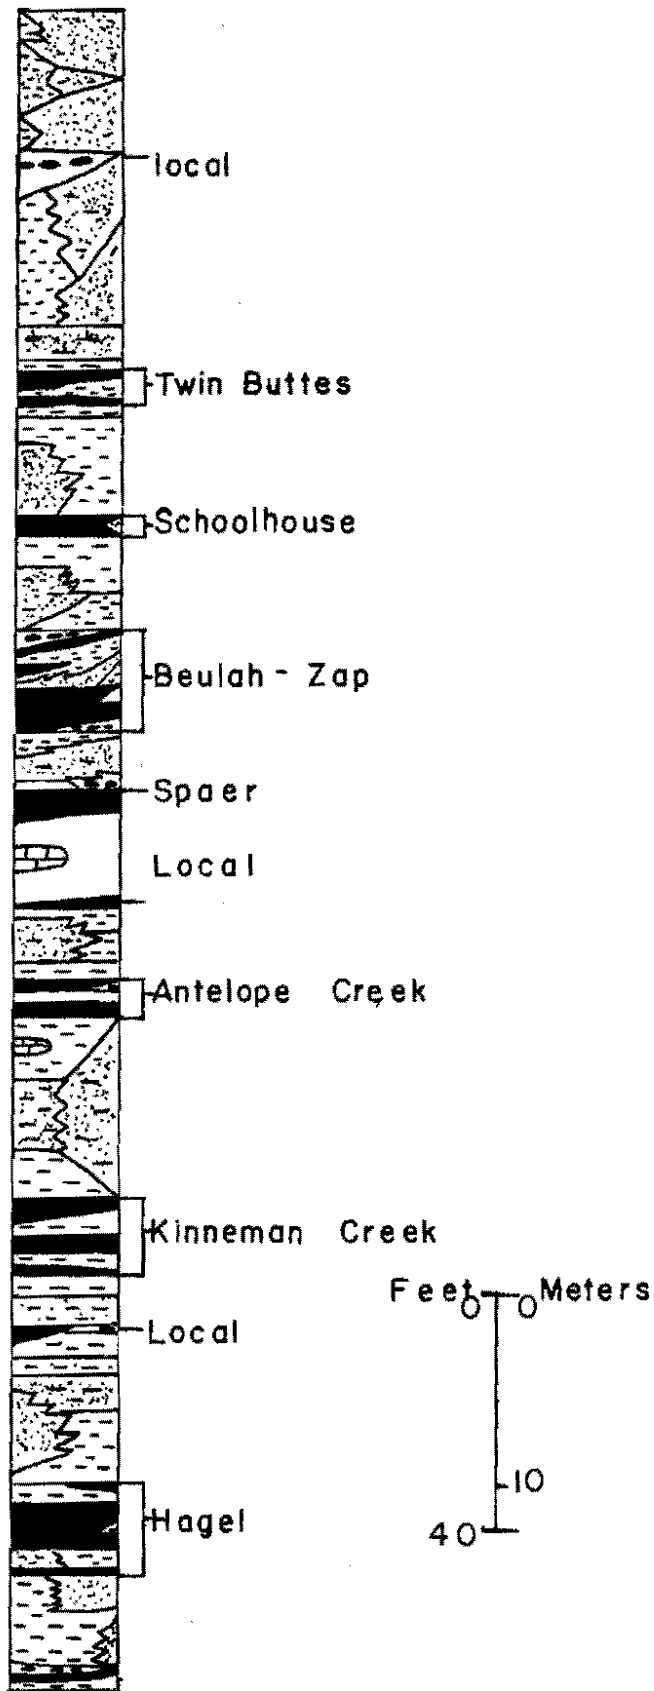 local
Twin Buttes
Schoolhouse
Beulah - Zap
Spaer
Local
Antelope Creek
Kinneman Creek
Feet Meters
0 0
Local
10
Hagel
40